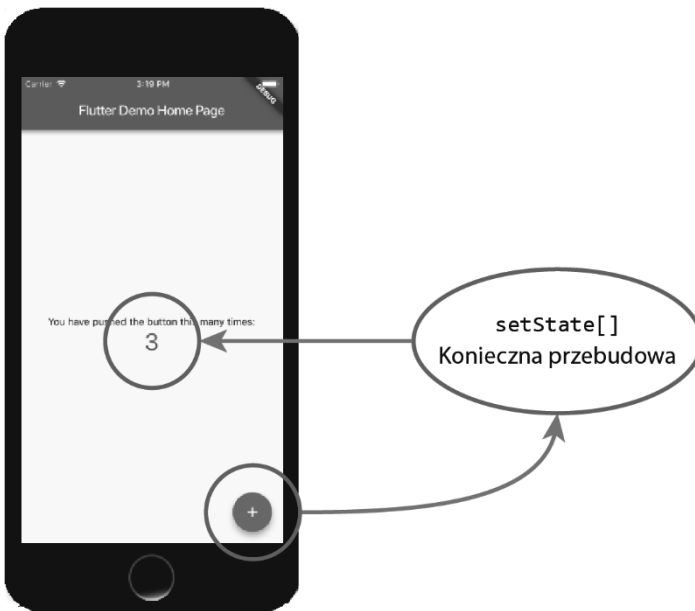 Carrier 3:19 PM
DEBUG
Flutter Demo Home Page
You have pushed the button this many times:
3
setState[]
Konieczna przebudowa
+